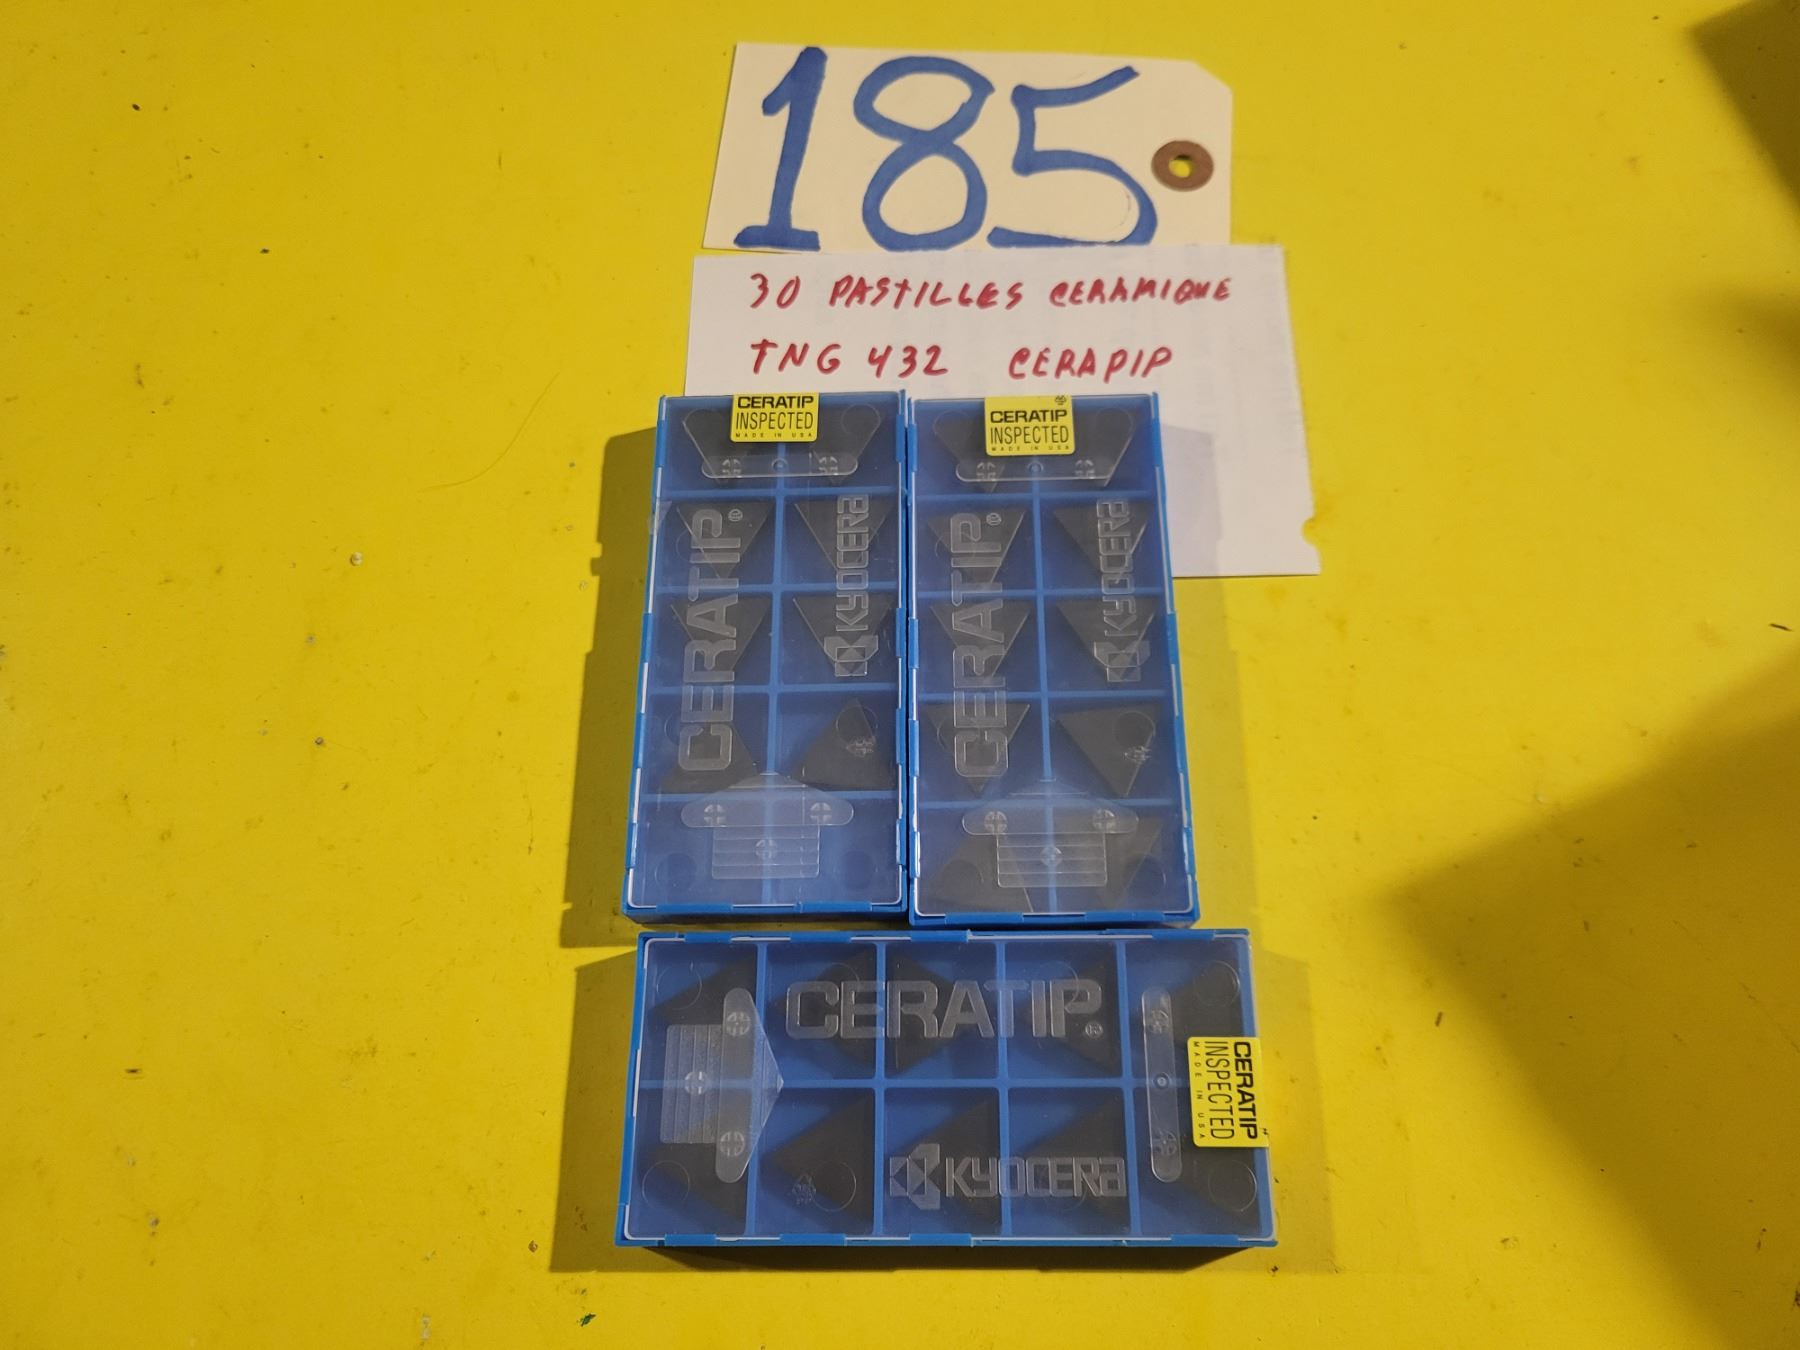 185
30 PASTILLES CERAMIQUE
TNG 432 CERAPIP
CERATIP
INSPECTED
MADE IN USA
CERATIP®
KYOCERA
CERATIP
INSPECTED
MADE IN USA
CERATIP®
KYOCERA
CERATIP®
KYOCERA
CERATIP
INSPECTED
MADE IN USA